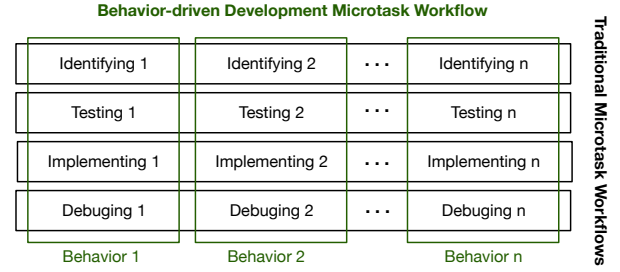 Behavior-driven Development Microtask Workflow
Identifying 1 Identifying 2 ... Identifying n
Testing 1 Testing 2 ... Testing n
Implementing 1 Implementing 2 ... Implementing n
Debuging 1 Debuging 2 ... Debuging n
Behavior 1 Behavior 2 Behavior n
Traditional Microtask Workflows